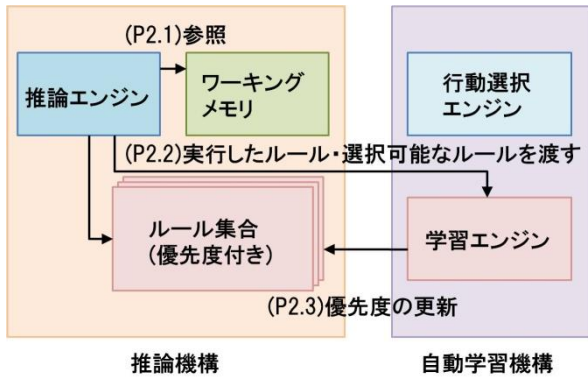 (P2.1)参照
推論エンジン
ワーキング
メモリ
行動選択
エンジン
(P2.2)実行したルール・選択可能なルールを渡す
ルール集合
(優先度付き)
学習エンジン
(P2.3)優先度の更新
推論機構
自動学習機構